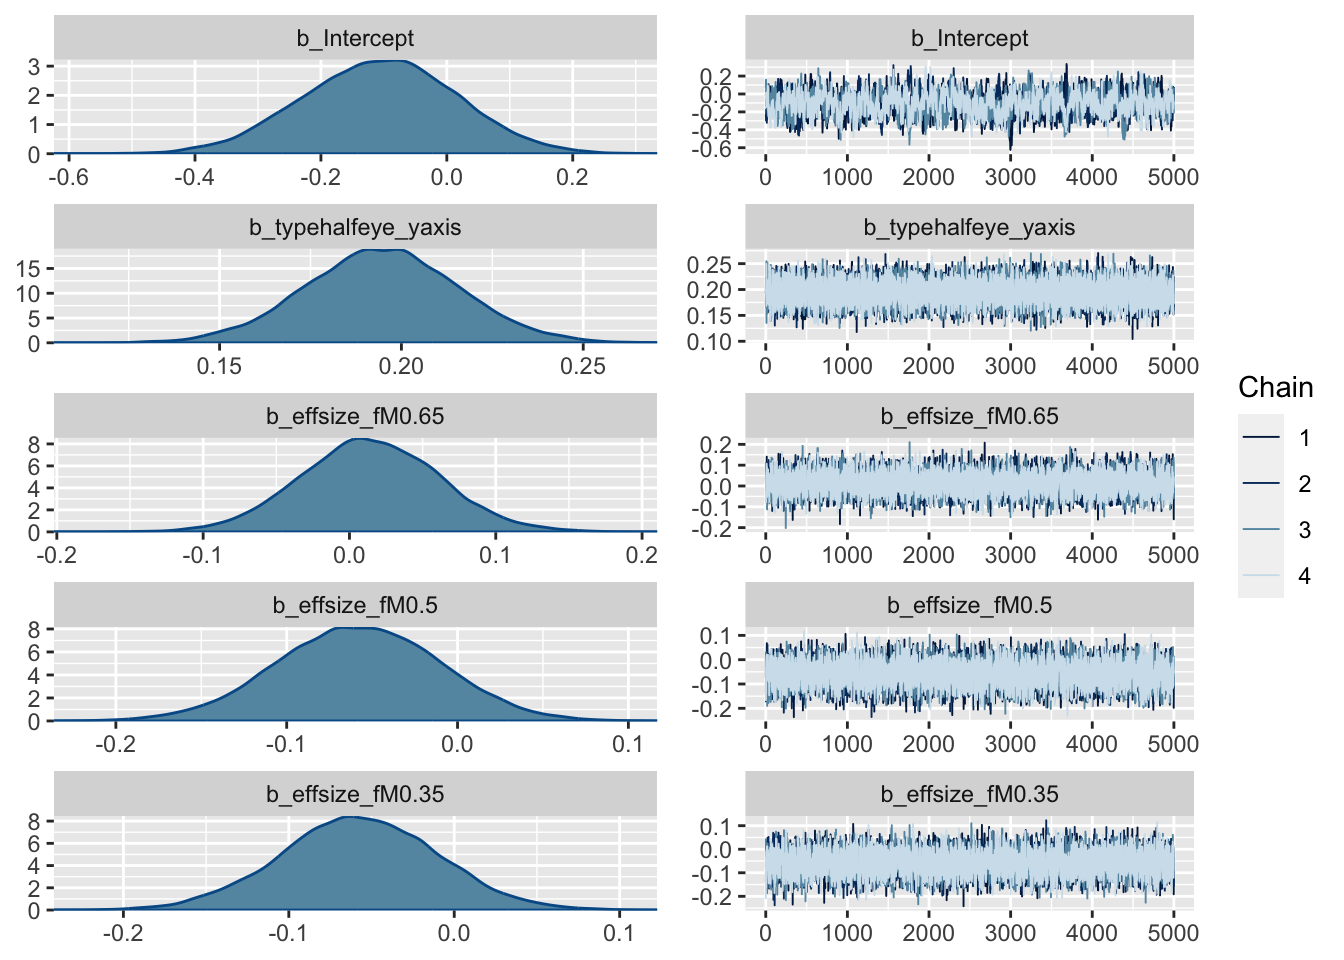 b_Intercept
3
2
1
0
-0.6 -0.4 -0.2 0.0 0.2
b_Intercept
0.2
0.0
-0.2
-0.4
-0.6
0 1000 2000 3000 4000 5000
b_typehalfeye_yaxis
15
10
5
0
0.15 0.20 0.25
b_typehalfeye_yaxis
0.25
0.20
0.15
0.10
0 1000 2000 3000 4000 5000
b_effsize_fM0.65
8
6
4
2
0
-0.2 -0.1 0.0 0.1 0.2
b_effsize_fM0.65
0.2
0.1
0.0
-0.1
-0.2
0 1000 2000 3000 4000 5000
b_effsize_fM0.5
8
6
4
2
0
-0.2 -0.1 0.0 0.1
b_effsize_fM0.5
0.1
0.0
-0.1
-0.2
0 1000 2000 3000 4000 5000
b_effsize_fM0.35
8
6
4
2
0
-0.2 -0.1 0.0 0.1
b_effsize_fM0.35
0.1
0.0
-0.1
-0.2
0 1000 2000 3000 4000 5000
Chain
1
2
3
4